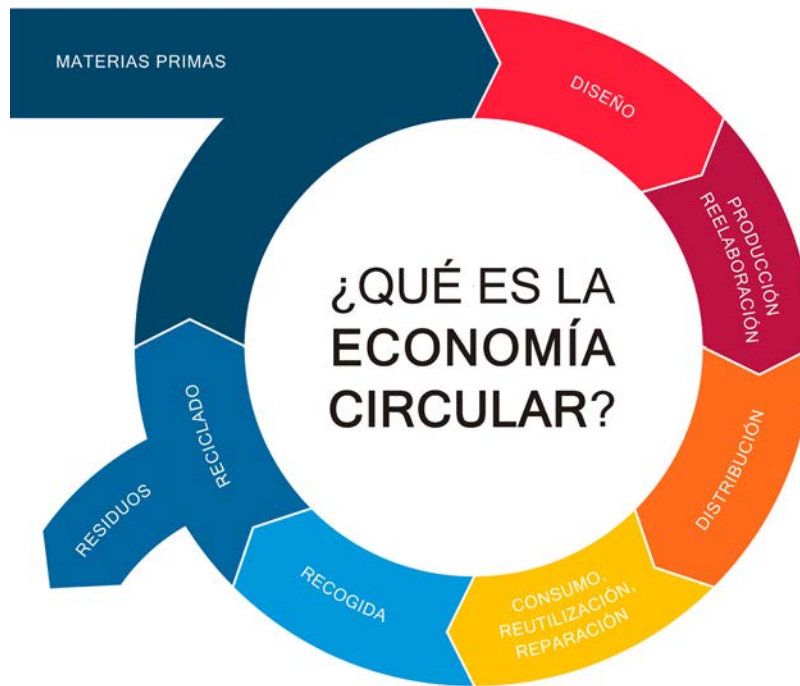 MATERIAS PRIMAS
DISEÑO
PRODUCCIÓN
REELABORACIÓN
DISTRIBUCIÓN
CONSUMO,
REUTILIZACIÓN,
REPARACIÓN
RECOGIDA
RECICLADO
RESIDUOS
¿QUÉ ES LA
ECONOMÍA
CIRCULAR?